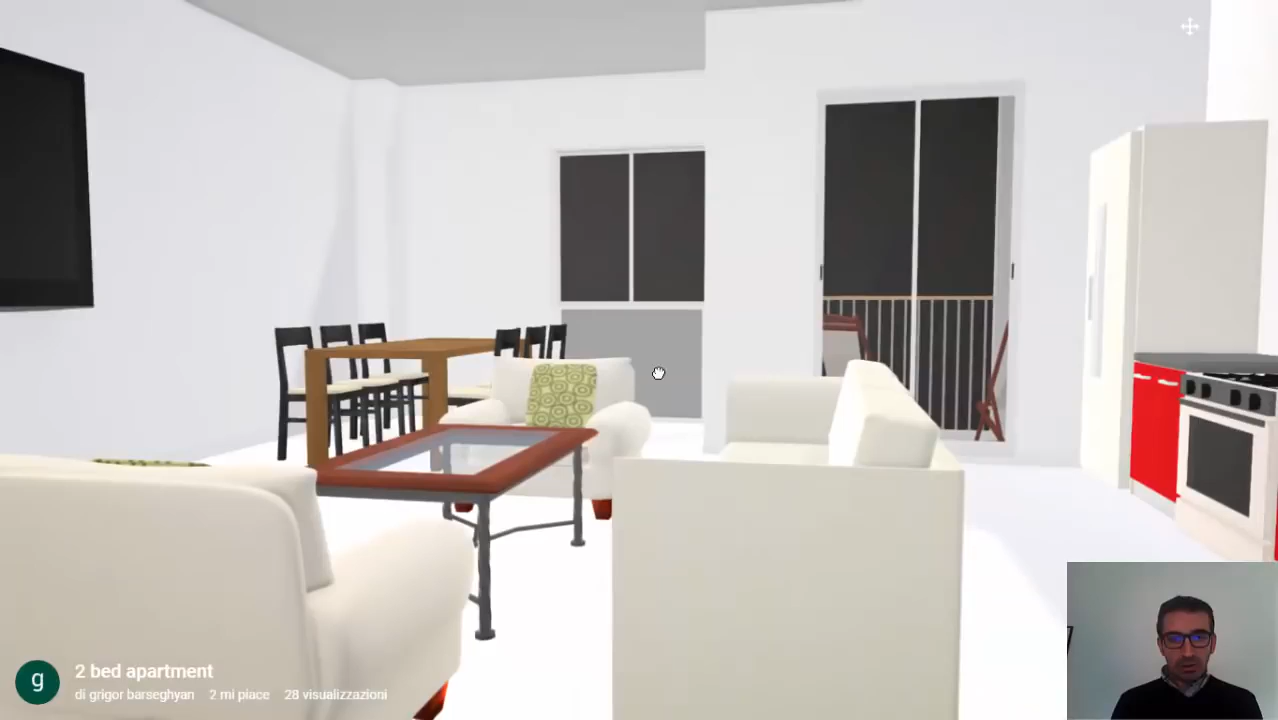 g
2 bed apartment
di grigor barseghyan 2 mi piace 28 visualizzazioni